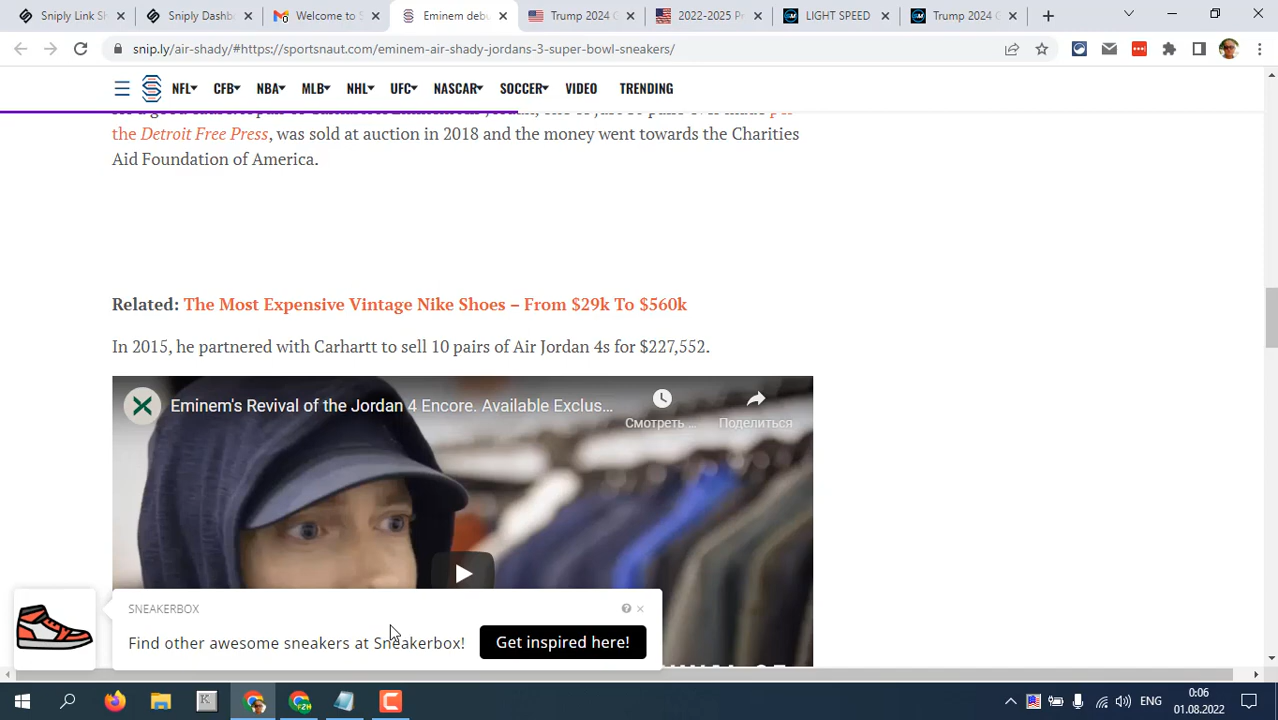 Sniply Link Sh
Sniply Dashb
Welcome to S
Eminem debu
Trump 2024 G
2022-2025 Pr
LIGHT SPEED
Trump 2024 G
snip.ly/air-shady/#https://sportsnaut.com/eminem-air-shady-jordans-3-super-bowl-sneakers/
NFL
CFB
NBA
MLB
NHL
UFC
NASCAR
SOCCER
VIDEO
TRENDING
the Detroit Free Press, was sold at auction in 2018 and the money went towards the Charities
Aid Foundation of America.
Related: The Most Expensive Vintage Nike Shoes – From $29k To $560k
In 2015, he partnered with Carhartt to sell 10 pairs of Air Jordan 4s for $227,552.
Eminem's Revival of the Jordan 4 Encore. Available Exclus...
Смотреть ...
Поделиться
SNEAKERBOX
Find other awesome sneakers at Sneakerbox!
Get inspired here!
ENG
0:06
01.08.2022